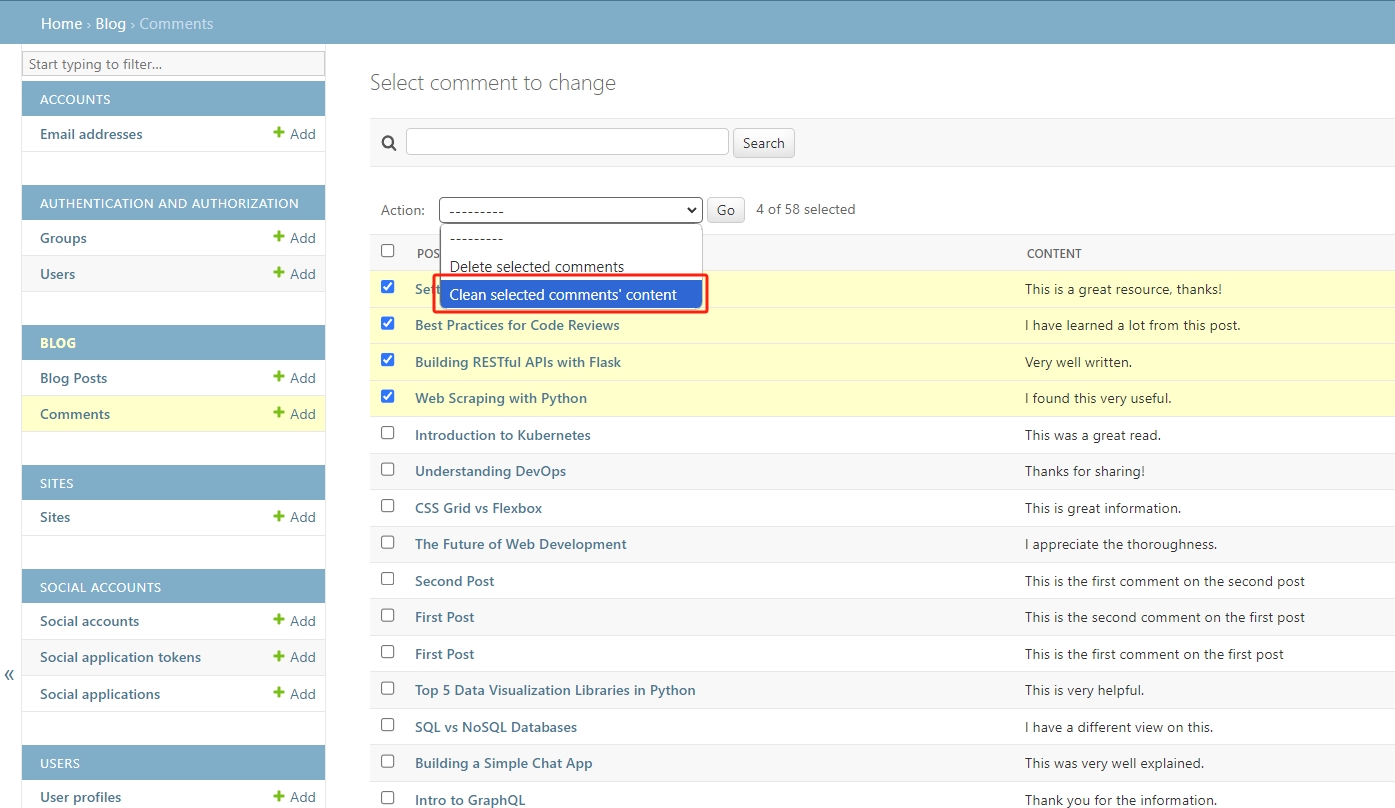 Home › Blog › Comments
Start typing to filter...
ACCOUNTS
Email addresses Add
AUTHENTICATION AND AUTHORIZATION
Groups Add
Users Add
BLOG
Blog Posts Add
Comments Add
SITES
Sites Add
SOCIAL ACCOUNTS
Social accounts Add
Social application tokens Add
Social applications Add
USERS
User profiles Add
«
Select comment to change
Search
Action: --------- Go 4 of 58 selected
---------
Delete selected comments
Clean selected comments' content
CONTENT
This is a great resource, thanks!
Best Practices for Code Reviews I have learned a lot from this post.
Building RESTful APIs with Flask Very well written.
Web Scraping with Python I found this very useful.
Introduction to Kubernetes This was a great read.
Understanding DevOps Thanks for sharing!
CSS Grid vs Flexbox This is great information.
The Future of Web Development I appreciate the thoroughness.
Second Post This is the first comment on the second post
First Post This is the second comment on the first post
First Post This is the first comment on the first post
Top 5 Data Visualization Libraries in Python This is very helpful.
SQL vs NoSQL Databases I have a different view on this.
Building a Simple Chat App This was very well explained.
Intro to GraphQL Thank you for the information.